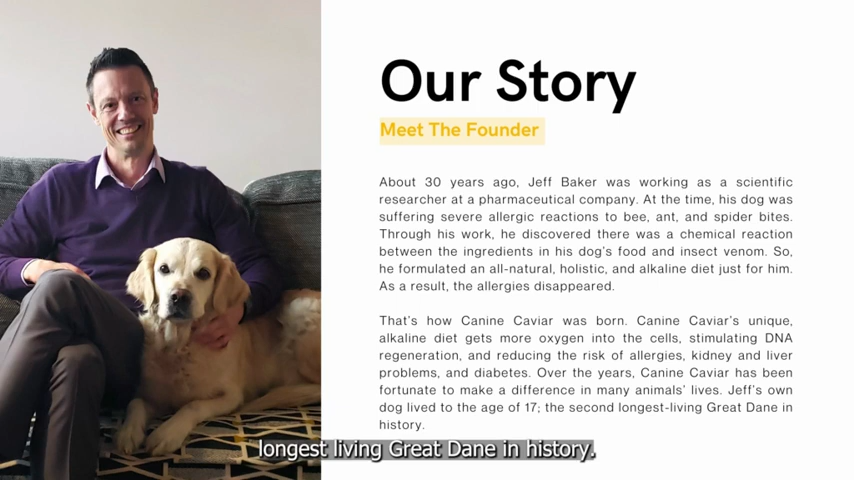 Our Story
Meet The Founder
About 30 years ago, Jeff Baker was working as a scientific
researcher at a pharmaceutical company. At the time, his dog was
suffering severe allergic reactions to bee, ant, and spider bites.
Through his work, he discovered there was a chemical reaction
between the ingredients in his dog's food and insect venom. So,
he formulated an all-natural, holistic, and alkaline diet just for him.
As a result, the allergies disappeared.
That's how Canine Caviar was born. Canine Caviar's unique,
alkaline diet gets more oxygen into the cells, stimulating DNA
regeneration, and reducing the risk of allergies, kidney and liver
problems, and diabetes. Over the years, Canine Caviar has been
fortunate to make a difference in many animals' lives. Jeff's own
dog lived to the age of 17; the second longest-living Great Dane in
history.
longest living Great Dane in history.